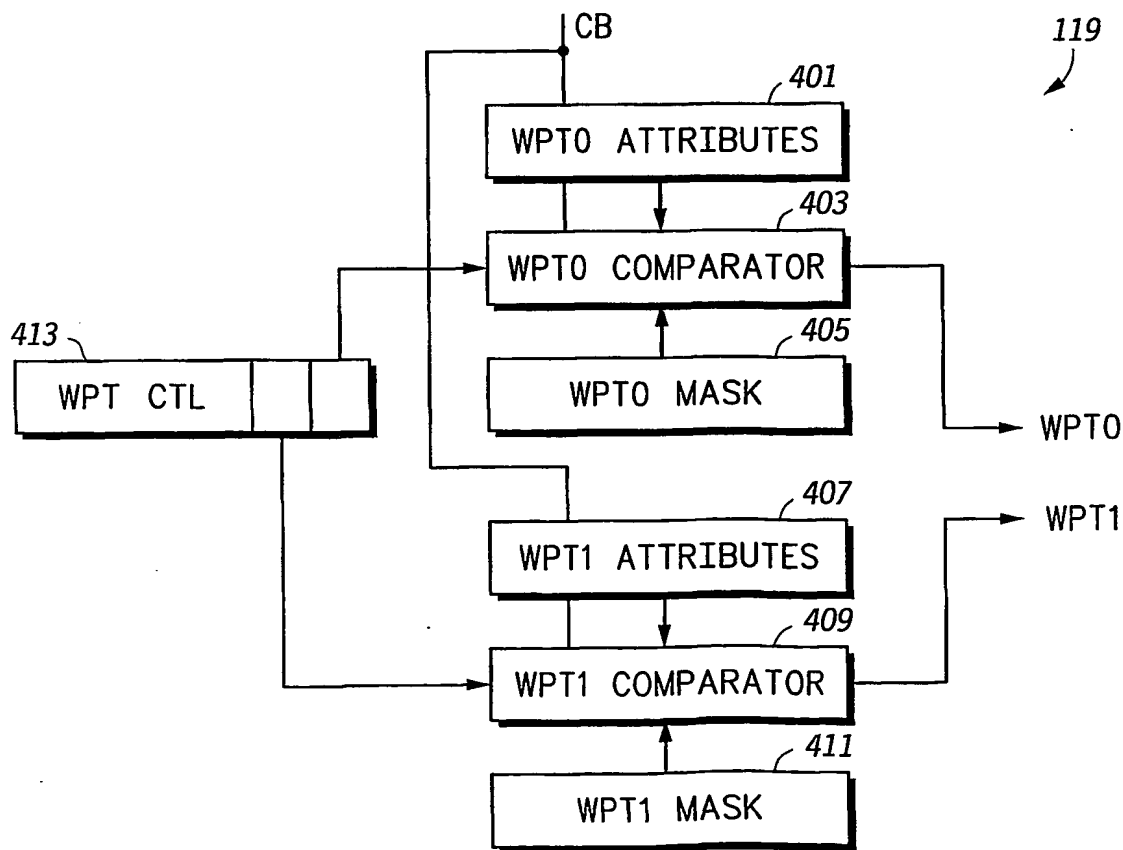 CB
119
401
WPT0 ATTRIBUTES
403
WPT0 COMPARATOR
413
405
WPT CTL
WPT0 MASK
WPT0
407
WPT1
WPT1 ATTRIBUTES
409
WPT1 COMPARATOR
411
WPT1 MASK